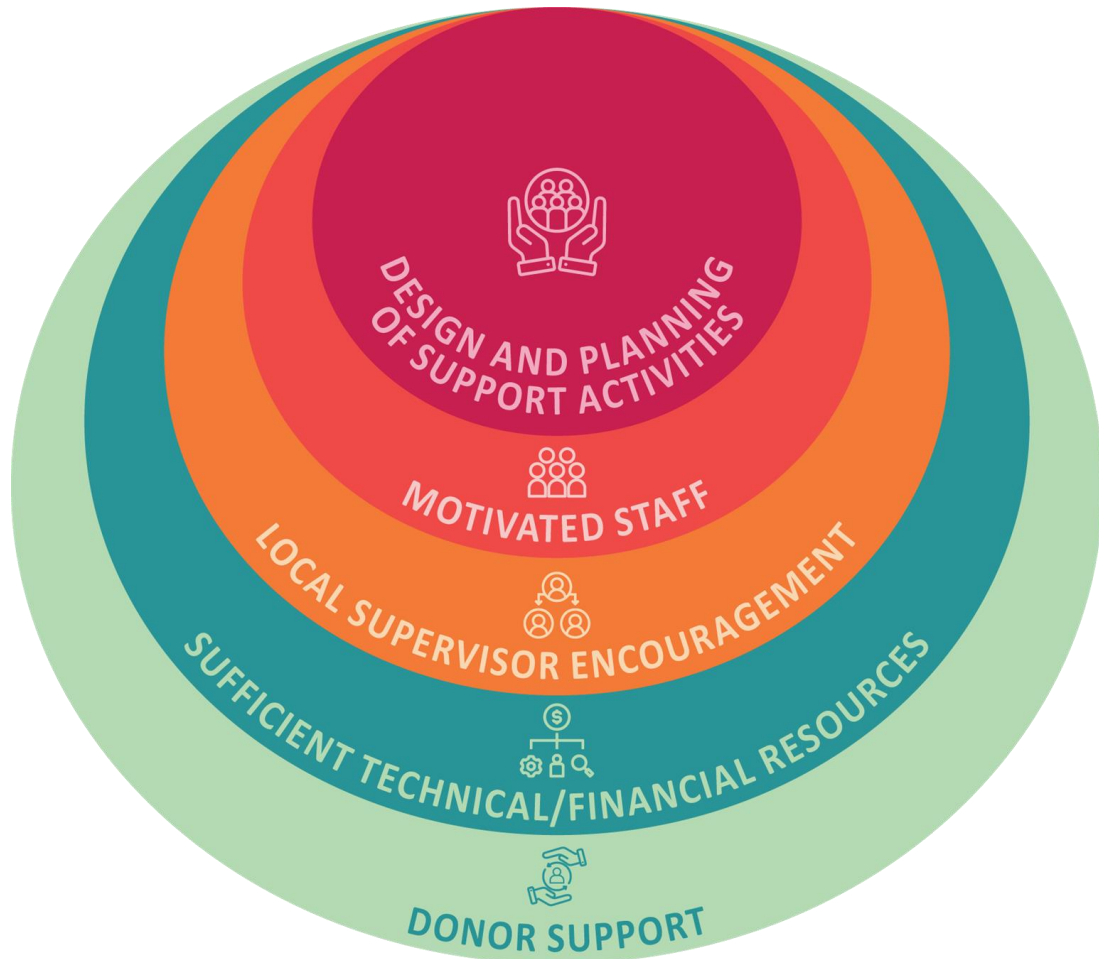 DESIGN AND PLANNING
OF SUPPORT ACTIVITIES
MOTIVATED STAFF
LOCAL SUPERVISOR ENCOURAGEMENT
$
SUFFICIENT TECHNICAL/FINANCIAL RESOURCES
DONOR SUPPORT